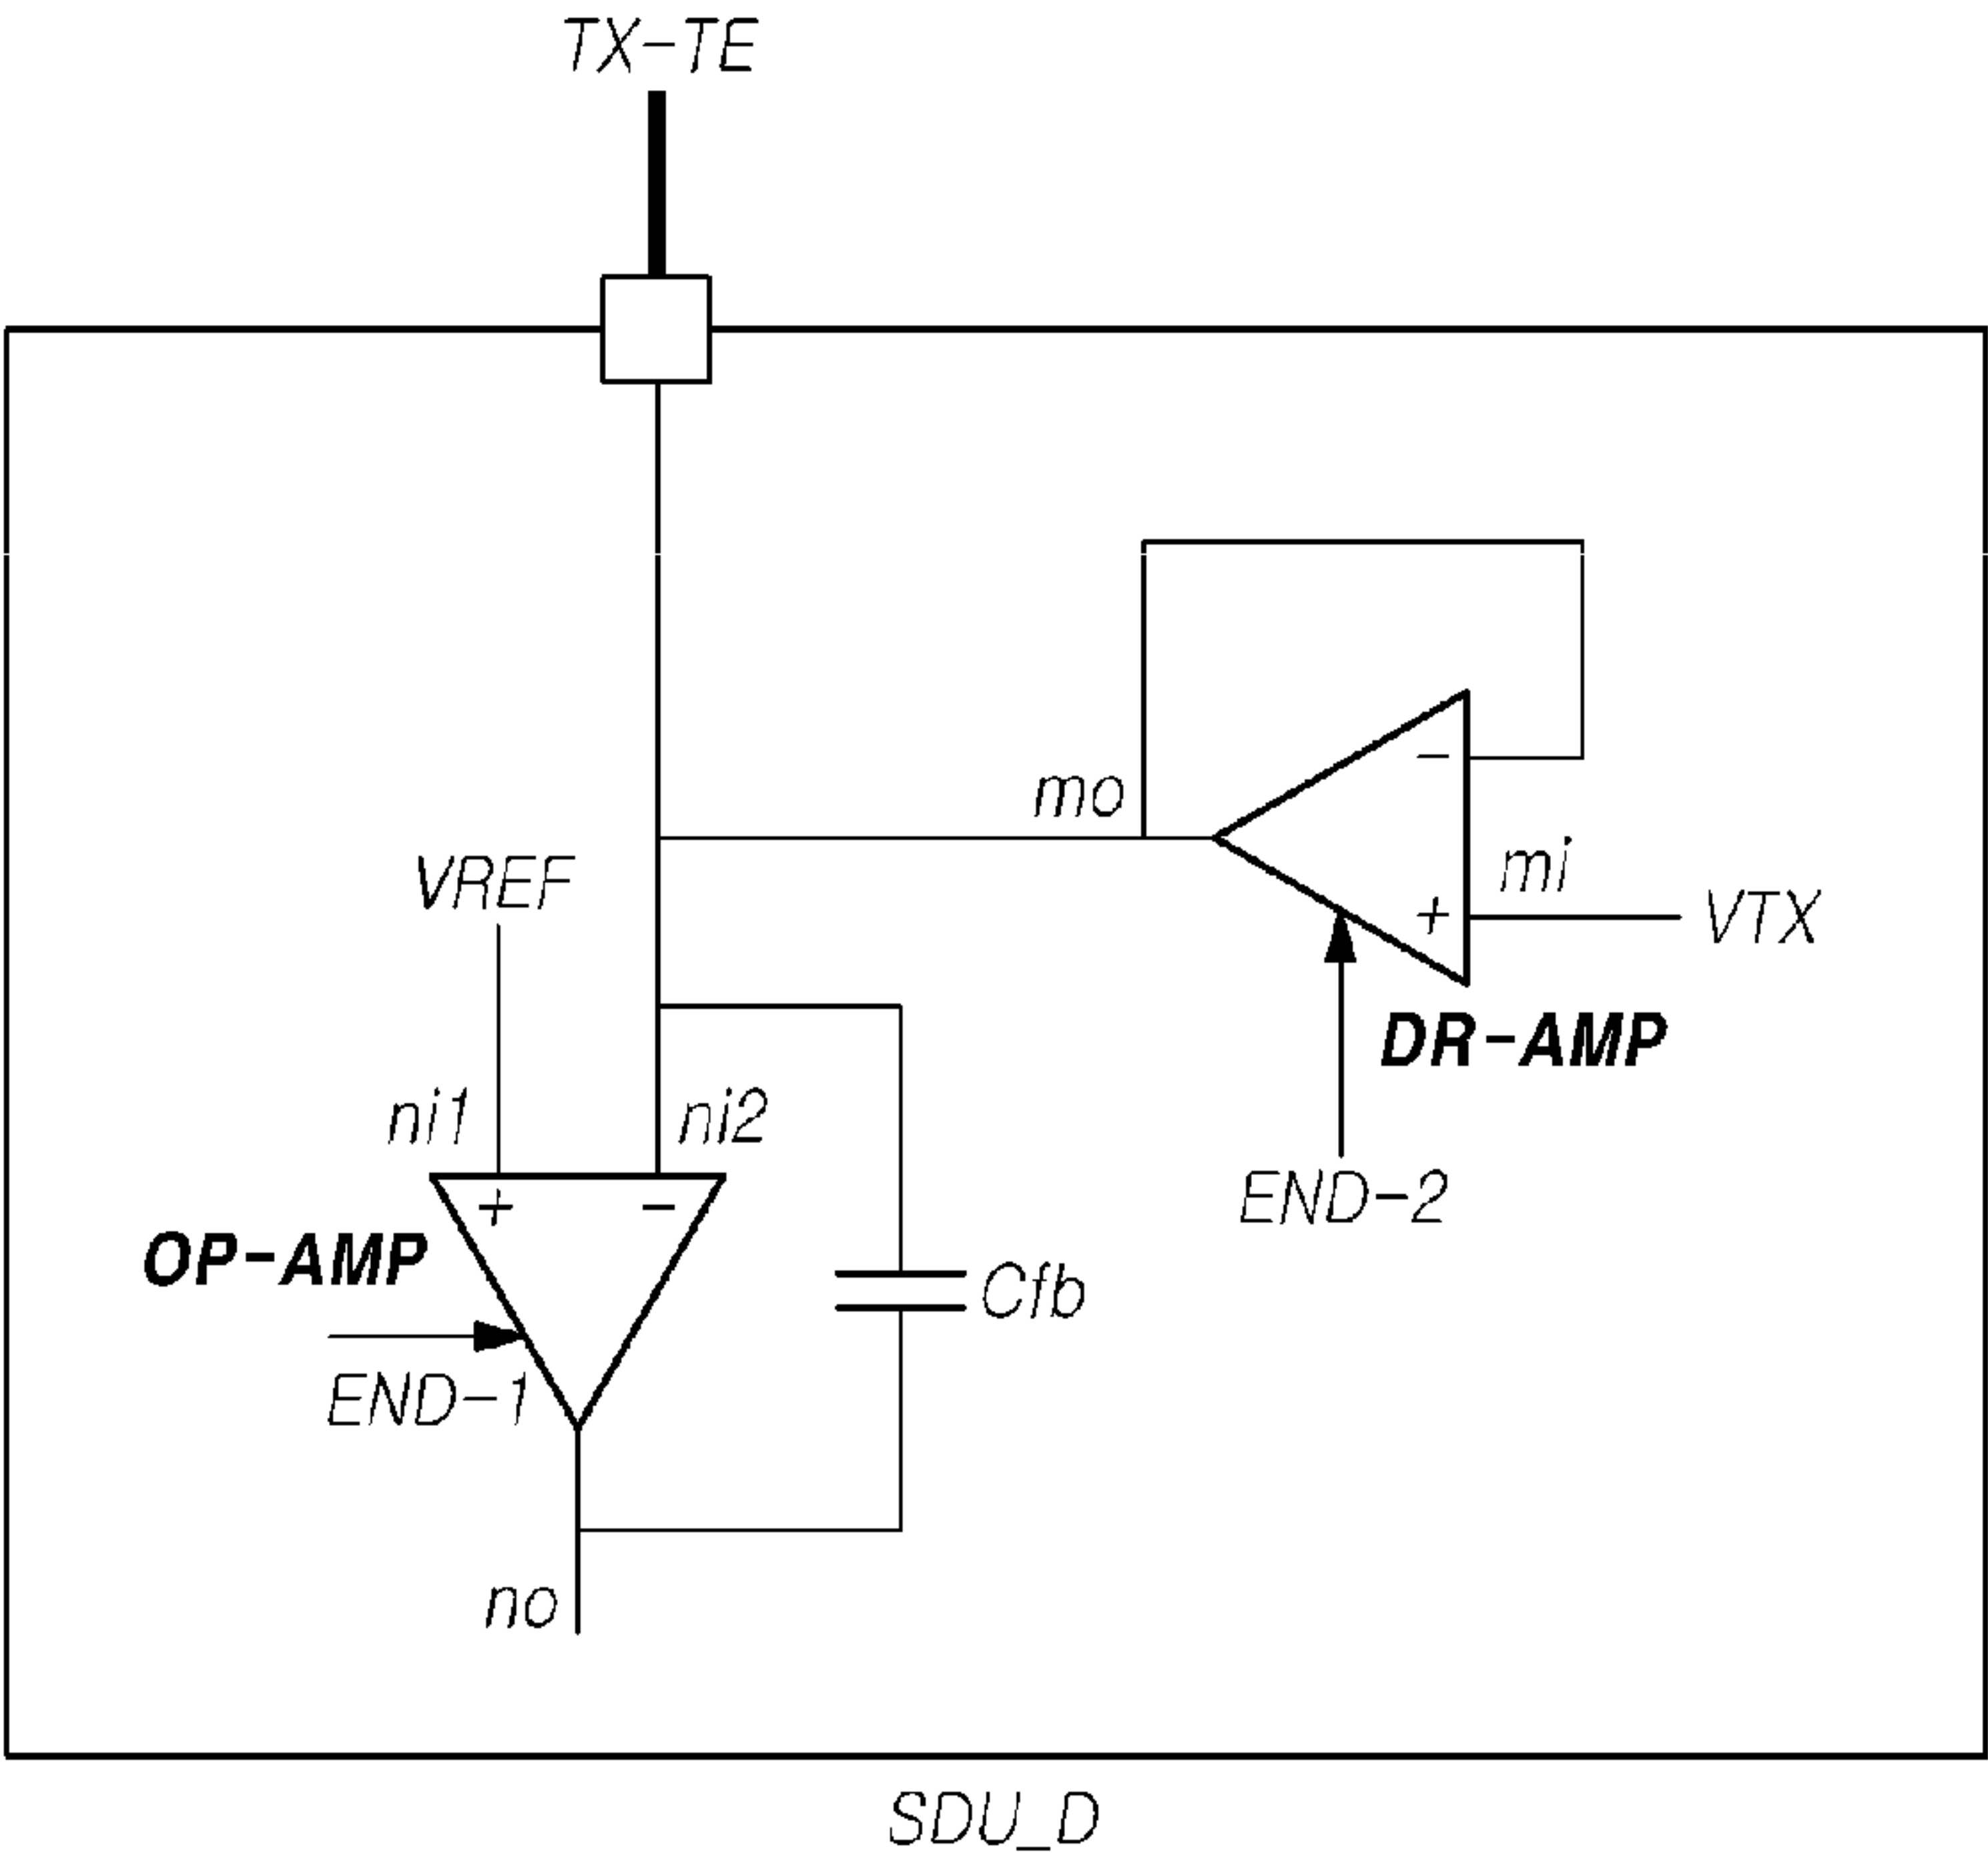 TX-TE
mo
mi
VREF
VTX
DR-AMP
ni1
ni2
END-2
+
-
-
+
OP-AMP
Cfb
END-1
no
SDU_D